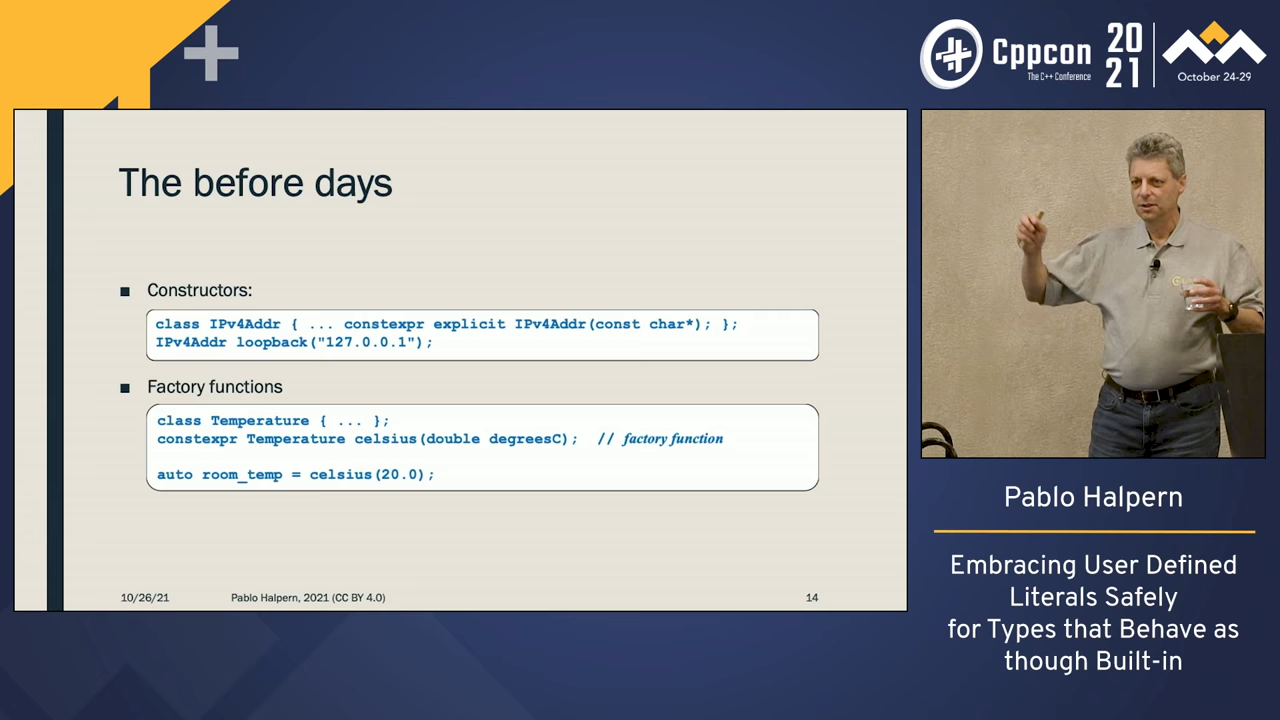 Cppcon
The C++ Conference
20
21
October 24-29
The before days
■ Constructors:
class IPv4Addr { ... constexpr explicit IPv4Addr(const char*); };
IPv4Addr loopback("127.0.0.1");
■ Factory functions
class Temperature { ... };
constexpr Temperature celsius(double degreesC);  // factory function
auto room_temp = celsius(20.0);
10/26/21
Pablo Halpern, 2021 (CC BY 4.0)
14
Pablo Halpern
Embracing User Defined
Literals Safely
for Types that Behave as
though Built-in